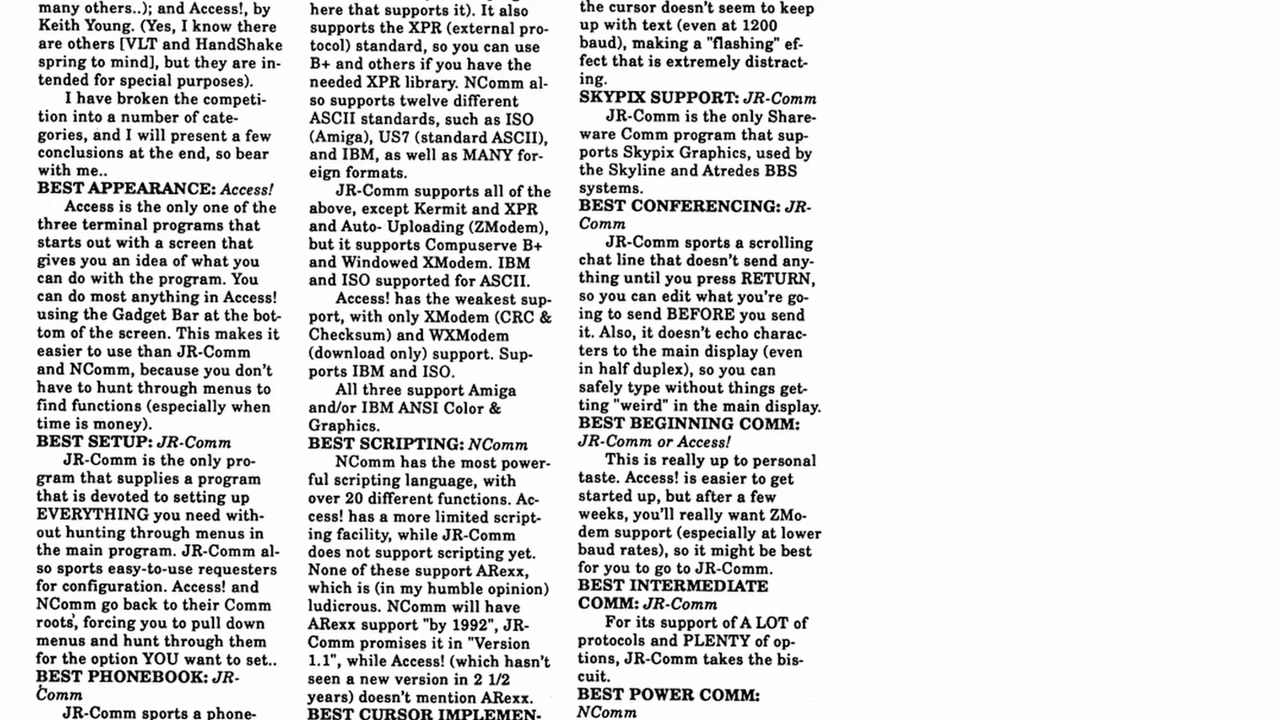 many others..); and Access!, by
Keith Young. (Yes, I know there
are others [VLT and HandShake
spring to mind], but they are in-
tended for special purposes).
I have broken the competi-
tion into a number of cate-
gories, and I will present a few
conclusions at the end, so bear
with me..
BEST APPEARANCE: Access!
Access is the only one of the
three terminal programs that
starts out with a screen that
gives you an idea of what you
can do with the program. You
can do most anything in Access!
using the Gadget Bar at the bot-
tom of the screen. This makes it
easier to use than JR-Comm
and NComm, because you don't
have to hunt through menus to
find functions (especially when
time is money).
BEST SETUP: JR-Comm
JR-Comm is the only pro-
gram that supplies a program
that is devoted to setting up
EVERYTHING you need with-
out hunting through menus in
the main program. JR-Comm al-
so sports easy-to-use requesters
for configuration. Access! and
NComm go back to their Comm
roots', forcing you to pull down
menus and hunt through them
for the option YOU want to set..
BEST PHONEBOOK: JR-
Comm
JR-Comm sports a phone-
here that supports it). It also
supports the XPR (external pro-
tocol) standard, so you can use
B+ and others if you have the
needed XPR library. NComm al-
so supports twelve different
ASCII standards, such as ISO
(Amiga), US7 (standard ASCII),
and IBM, as well as MANY for-
eign formats.
JR-Comm supports all of the
above, except Kermit and XPR
and Auto- Uploading (ZModem),
but it supports Compuserve B+
and Windowed XModem. IBM
and ISO supported for ASCII.
Access! has the weakest sup-
port, with only XModem (CRC &
Checksum) and WXModem
(download only) support. Sup-
ports IBM and ISO.
All three support Amiga
and/or IBM ANSI Color &
Graphics.
BEST SCRIPTING: NComm
NComm has the most power-
ful scripting language, with
over 20 different functions. Ac-
cess! has a more limited script-
ing facility, while JR-Comm
does not support scripting yet.
None of these support ARexx,
which is (in my humble opinion)
ludicrous. NComm will have
ARexx support "by 1992", JR-
Comm promises it in "Version
1.1", while Access! (which hasn't
seen a new version in 2 1/2
years) doesn't mention ARexx.
BEST CURSOR IMPLEMEN-
the cursor doesn't seem to keep
up with text (even at 1200
baud), making a "flashing" ef-
fect that is extremely distract-
ing.
SKYPIX SUPPORT: JR-Comm
JR-Comm is the only Share-
ware Comm program that sup-
ports Skypix Graphics, used by
the Skyline and Atredes BBS
systems.
BEST CONFERENCING: JR-
Comm
JR-Comm sports a scrolling
chat line that doesn't send any-
thing until you press RETURN,
so you can edit what you're go-
ing to send BEFORE you send
it. Also, it doesn't echo charac-
ters to the main display (even
in half duplex), so you can
safely type without things get-
ting "weird" in the main display.
BEST BEGINNING COMM:
JR-Comm or Access!
This is really up to personal
taste. Access! is easier to get
started up, but after a few
weeks, you'll really want ZMo-
dem support (especially at lower
baud rates), so it might be best
for you to go to JR-Comm.
BEST INTERMEDIATE
COMM: JR-Comm
For its support of A LOT of
protocols and PLENTY of op-
tions, JR-Comm takes the bis-
cuit.
BEST POWER COMM:
NComm